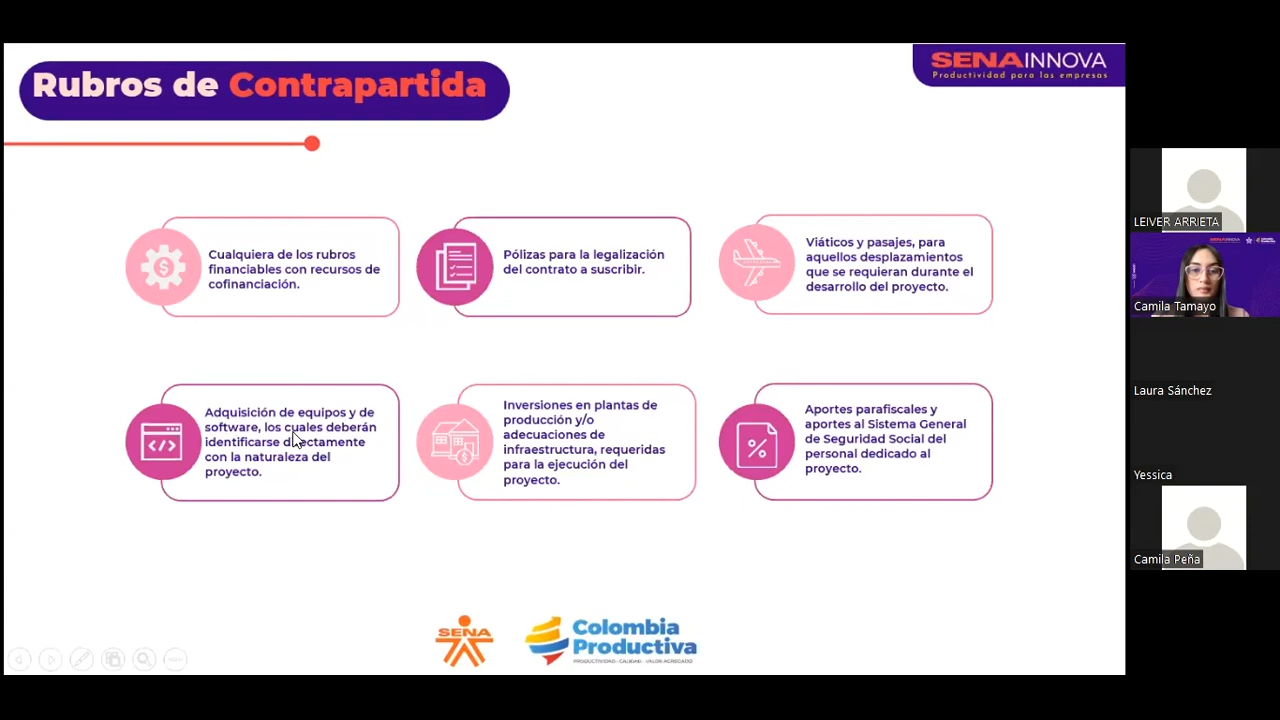 Rubros de Contrapartida
SENAINNOVA
Productividad para las empresas
Cualquiera de los rubros
financiables con recursos de
cofinanciación.
Pólizas para la legalización
del contrato a suscribir.
Viáticos y pasajes, para
aquellos desplazamientos
que se requieran durante el
desarrollo del proyecto.
Adquisición de equipos y de
software, los cuales deberán
identificarse directamente
con la naturaleza del
proyecto.
Inversiones en plantas de
producción y/o
adecuaciones de
infraestructura, requeridas
para la ejecución del
proyecto.
Aportes parafiscales y
aportes al Sistema General
de Seguridad Social del
personal dedicado al
proyecto.
SENA
Colombia
Productiva
PRODUCTIVIDAD - CALIDAD - VALOR AGREGADO
LEIVER ARRIETA
Camila Tamayo
Laura Sánchez
Yessica
Camila Peña